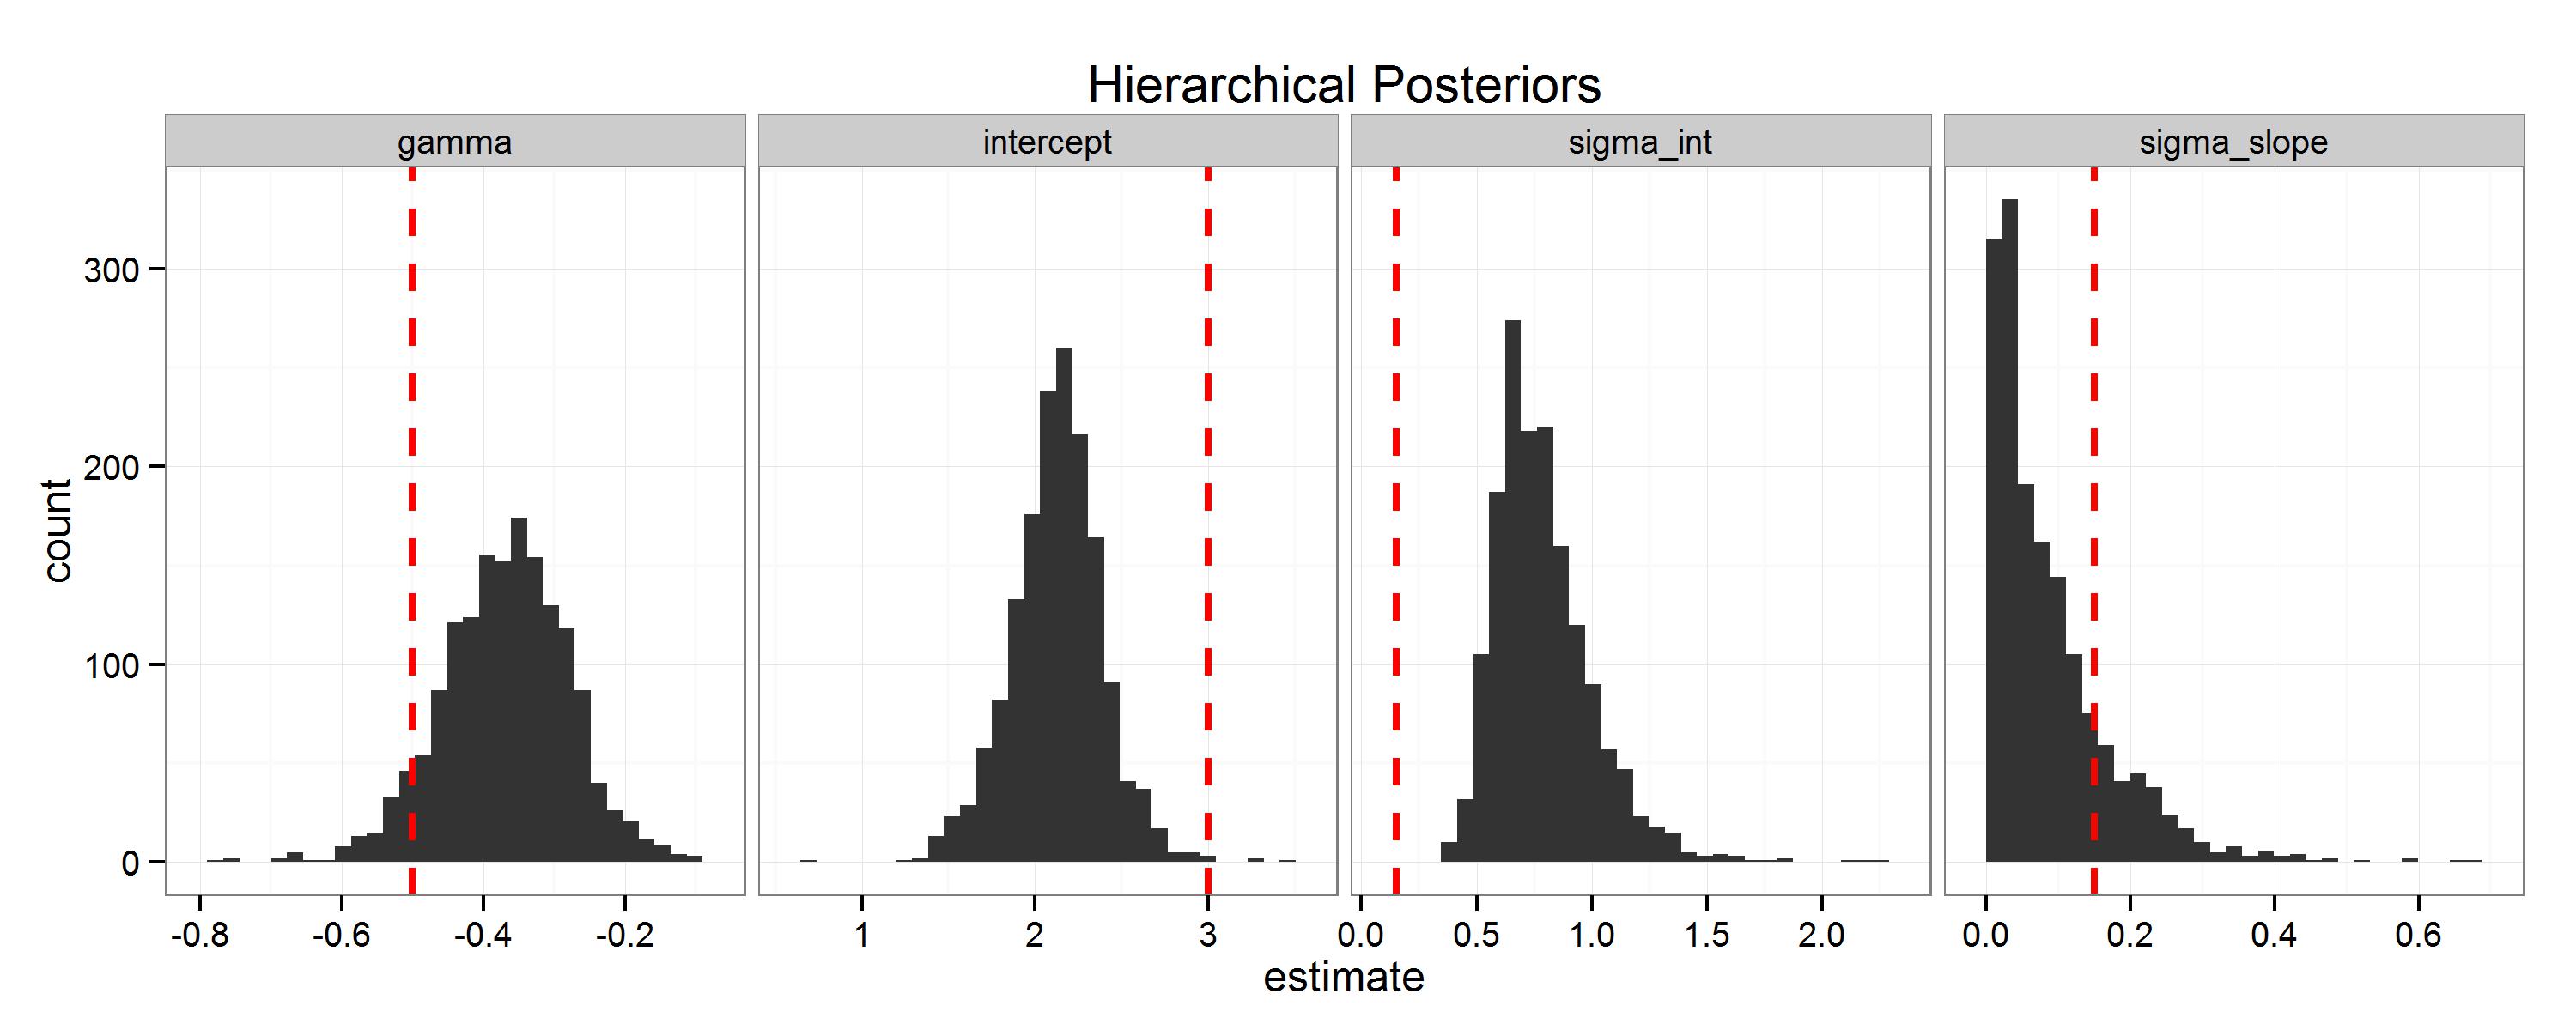 Hierarchical Posteriors
gamma intercept sigma_int sigma_slope
300
200
100
0
count
-0.8 -0.6 -0.4 -0.2 1 2 3 0.0 0.5 1.0 1.5 2.0 0.0 0.2 0.4 0.6
estimate